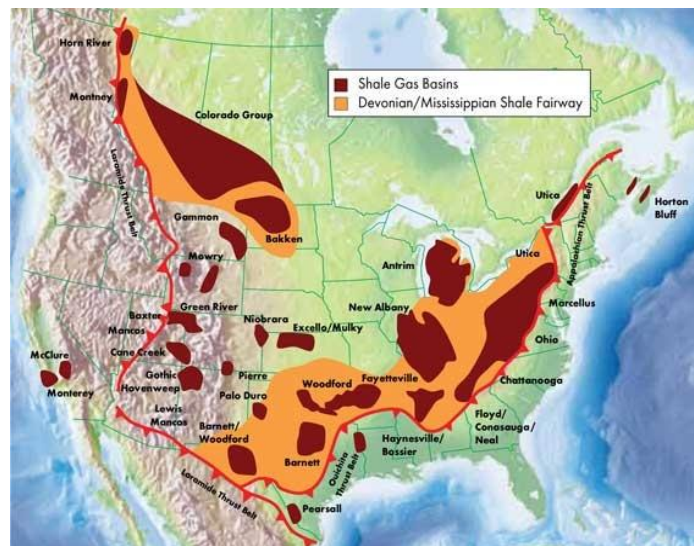 Horn River
Montney
Colorado Group
Shale Gas Basins
Devonian/Mississippian Shale Fairway
Laramide Thrust Belt
Gammon
Bakken
Mowry
Utica
Horton
Bluff
Appalachian Thrust Belt
Utica
Antrim
Marcellus
New Albany
Ohio
Chattanooga
Green River
Baxter
Mancos
Niobrara
Excello/Mulky
Cane Creek
McClure
Monterey
Gothic
Hovenweep
Pierre
Palo Duro
Woodford
Fayetteville
Lewis
Mancos
Barnett/
Woodford
Barnett
Floyd/
Conasauga/
Neal
Haynesville/
Bossier
Ouichita
Thrust Belt
Laramide Thrust Belt
Pearsall